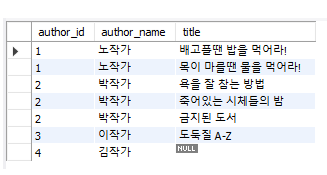 author_id author_name title
1 노작가 배고플땐 밥을 먹어라!
1 노작가 목이 마를땐 물을 먹어라!
2 박작가 욕을 잘 참는 방법
2 박작가 죽어있는 시체들의 밤
2 박작가 금지된 도서
3 이작가 도둑질 A-Z
4 김작가 NULL